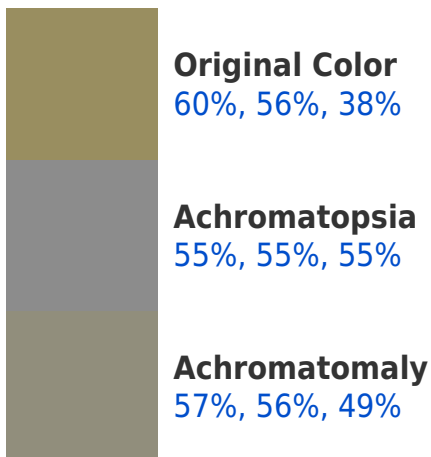 Original Color
60%, 56%, 38%
Achromatopsia
55%, 55%, 55%
Achromatomaly
57%, 56%, 49%